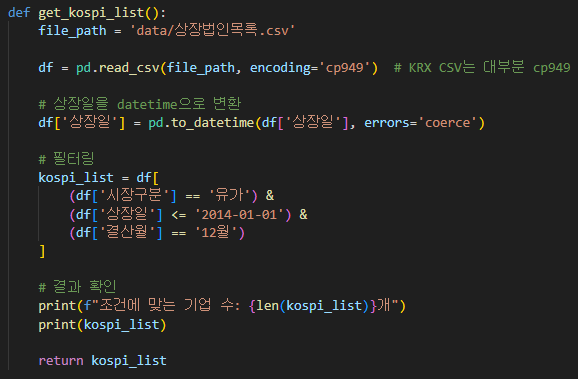 def get_kospi_list():
    file_path = 'data/상장법인목록.csv'

    df = pd.read_csv(file_path, encoding='cp949')  # KRX CSV는 대부분 cp949

    # 상장일을 datetime으로 변환
    df['상장일'] = pd.to_datetime(df['상장일'], errors='coerce')

    # 필터링
    kospi_list = df[
        (df['시장구분'] == '유가') &
        (df['상장일'] <= '2014-01-01') &
        (df['결산월'] == '12월')
    ]

    # 결과 확인
    print(f"조건에 맞는 기업 수: {len(kospi_list)}개")
    print(kospi_list)

    return kospi_list